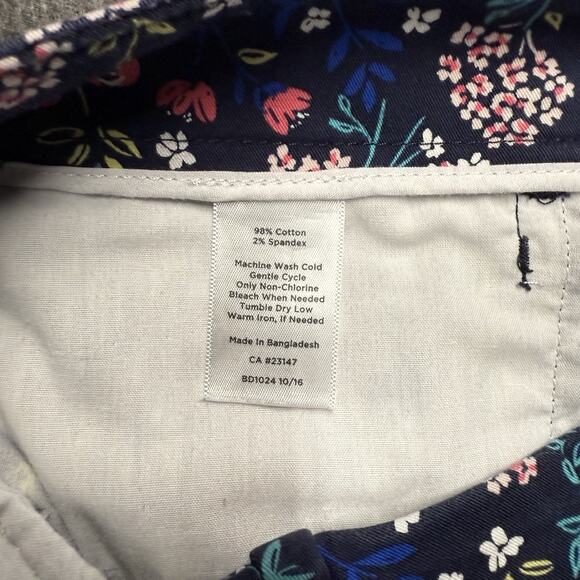 98% Cotton
2% Spandex
Machine Wash Cold
Gentle Cycle
Only Non-Chlorine
Bleach When Needed
Tumble Dry Low
Warm Iron, If Needed
Made In Bangladesh
CA #23147
BD1024 10/16